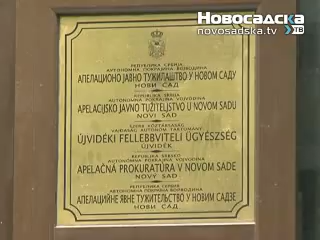 Новосадска
novosadska.tv
ТВ
РЕПУБЛИКА СРБИЈА
АУТОНОМНА ПОКРАЈИНА ВОЈВОДИНА
АПЕЛАЦИОНО ЈАВНО ТУЖИЛАШТВО У НОВОМ САДУ
НОВИ САД
REPUBLIKA SRBIJA
AUTONOMNA POKRAJINA VOJVODINA
APELACIJSKO JAVNO TUŽITELJSTVO U NOVOM SADU
NOVI SAD
SZERB KÖZTÁRSASÁG
VAJDASÁG AUTONÓM TARTOMÁNY
ÚJVIDÉKI FELLEBBVITELI ÜGYÉSZSÉG
ÚJVIDÉK
REPUBLIKA SRBSKO
AUTONÓMNA POKRAJINA VOJVODINA
APELAČNÁ PROKURATÚRA V NOVOM SADE
NOVÝ SAD
РЕПУБЛИКА СЕРБИЯ
АВТОНОМНА ПОКРАЇНА ВОЙВОДИНА
АПЕЛАЦИЙНЕ ЯВНЕ ТУЖИТЕЛЬСТВО У НОВИМ САДЗЕ
НОВИ САД